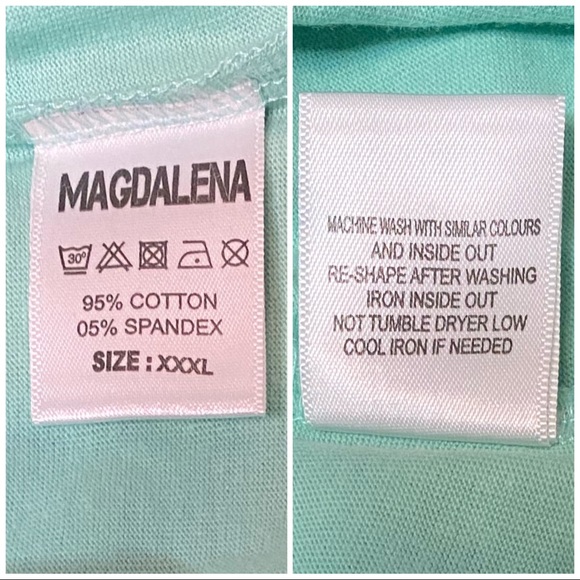 MAGDALENA
30°
95% COTTON
05% SPANDEX
SIZE : XXXL
MACHINE WASH WITH SIMILAR COLOURS
AND INSIDE OUT
RE-SHAPE AFTER WASHING
IRON INSIDE OUT
NOT TUMBLE DRYER LOW
COOL IRON IF NEEDED